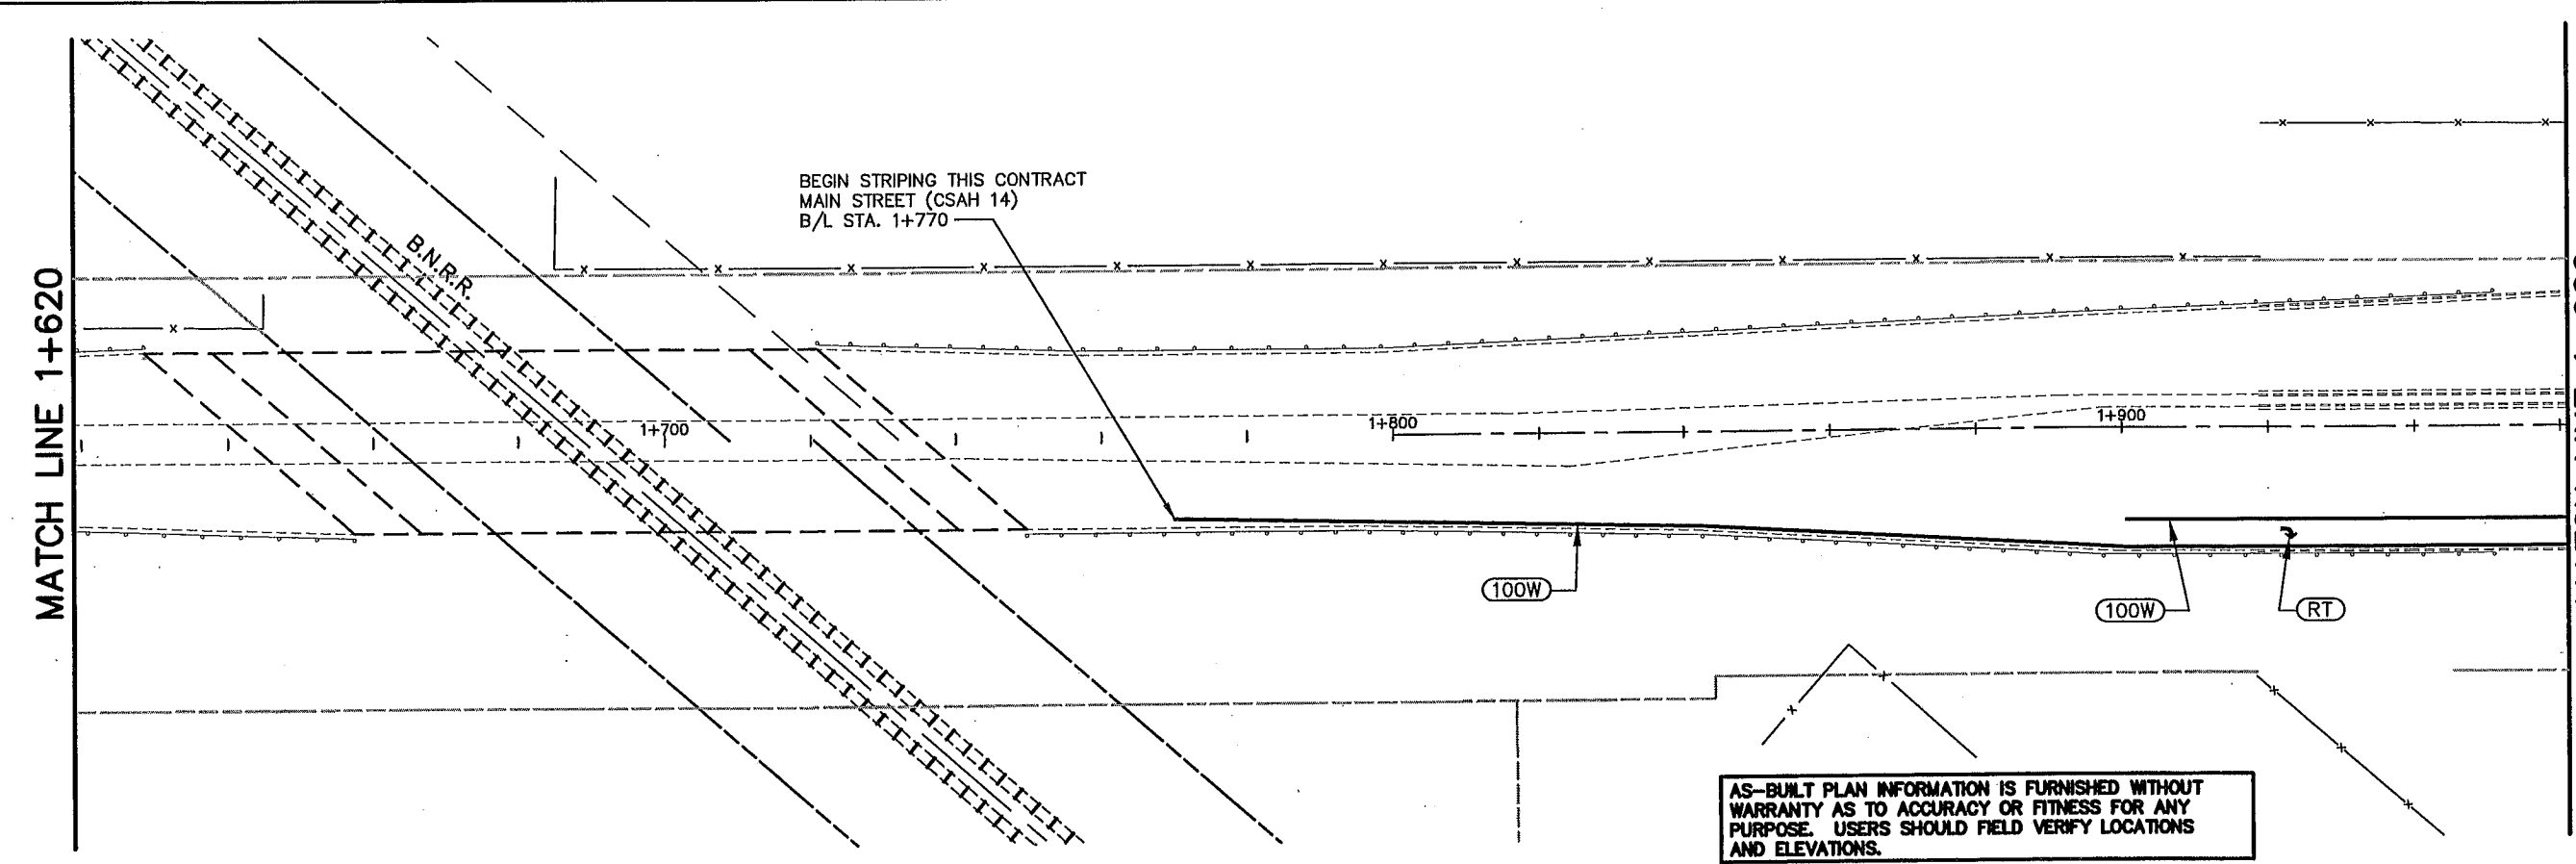 MATCH LINE 1+620
B.N.R.R.
BEGIN STRIPING THIS CONTRACT
MAIN STREET (CSAH 14)
B/L STA. 1+770
1+700
1+800
1+900
100W
100W
RT
AS-BUILT PLAN INFORMATION IS FURNISHED WITHOUT
WARRANTY AS TO ACCURACY OR FITNESS FOR ANY
PURPOSE. USERS SHOULD FIELD VERIFY LOCATIONS
AND ELEVATIONS.